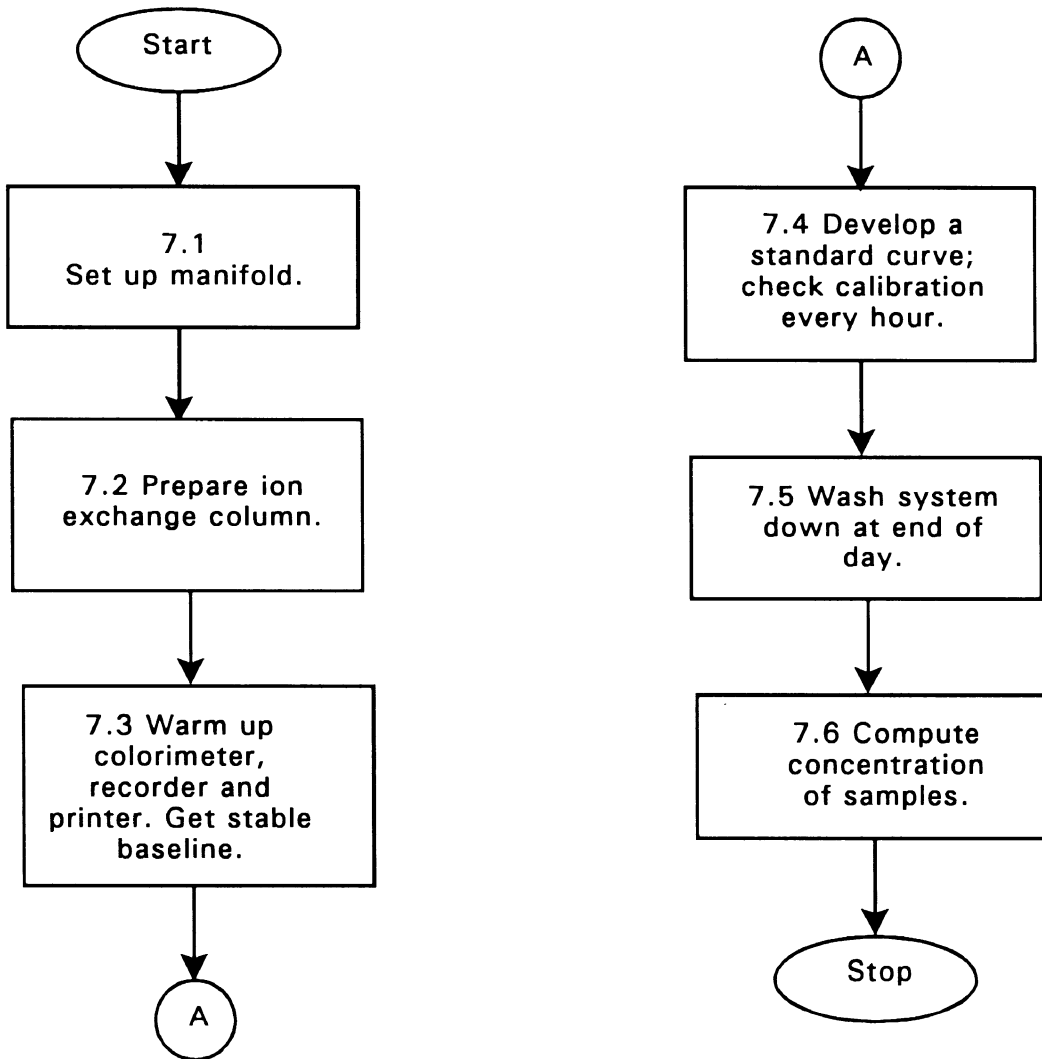 Start
7.1
Set up manifold.
7.2 Prepare ion
exchange column.
7.3 Warm up
colorimeter,
recorder and
printer. Get stable
baseline.
A
A
7.4 Develop a
standard curve;
check calibration
every hour.
7.5 Wash system
down at end of
day.
7.6 Compute
concentration
of samples.
Stop